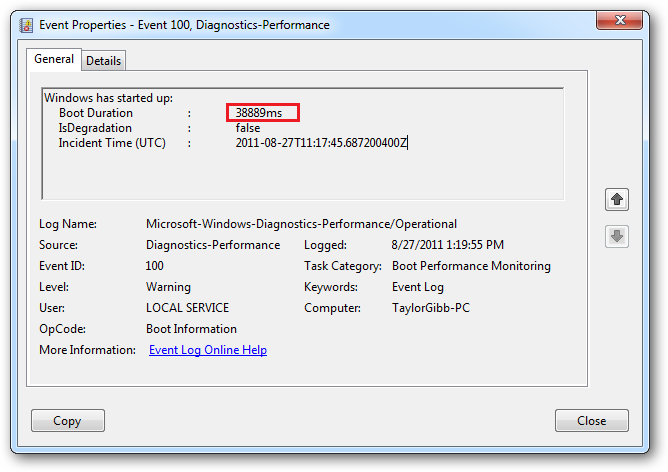 Event Properties - Event 100, Diagnostics-Performance
General Details
Windows has started up:
Boot Duration : 38889ms
IsDegradation : false
Incident Time (UTC) : 2011-08-27T11:17:45.687200400Z
Log Name: Microsoft-Windows-Diagnostics-Performance/Operational
Source: Diagnostics-Performance Logged: 8/27/2011 1:19:55 PM
Event ID: 100 Task Category: Boot Performance Monitoring
Level: Warning Keywords: Event Log
User: LOCAL SERVICE Computer: TaylorGibb-PC
OpCode: Boot Information
More Information: Event Log Online Help
Copy Close